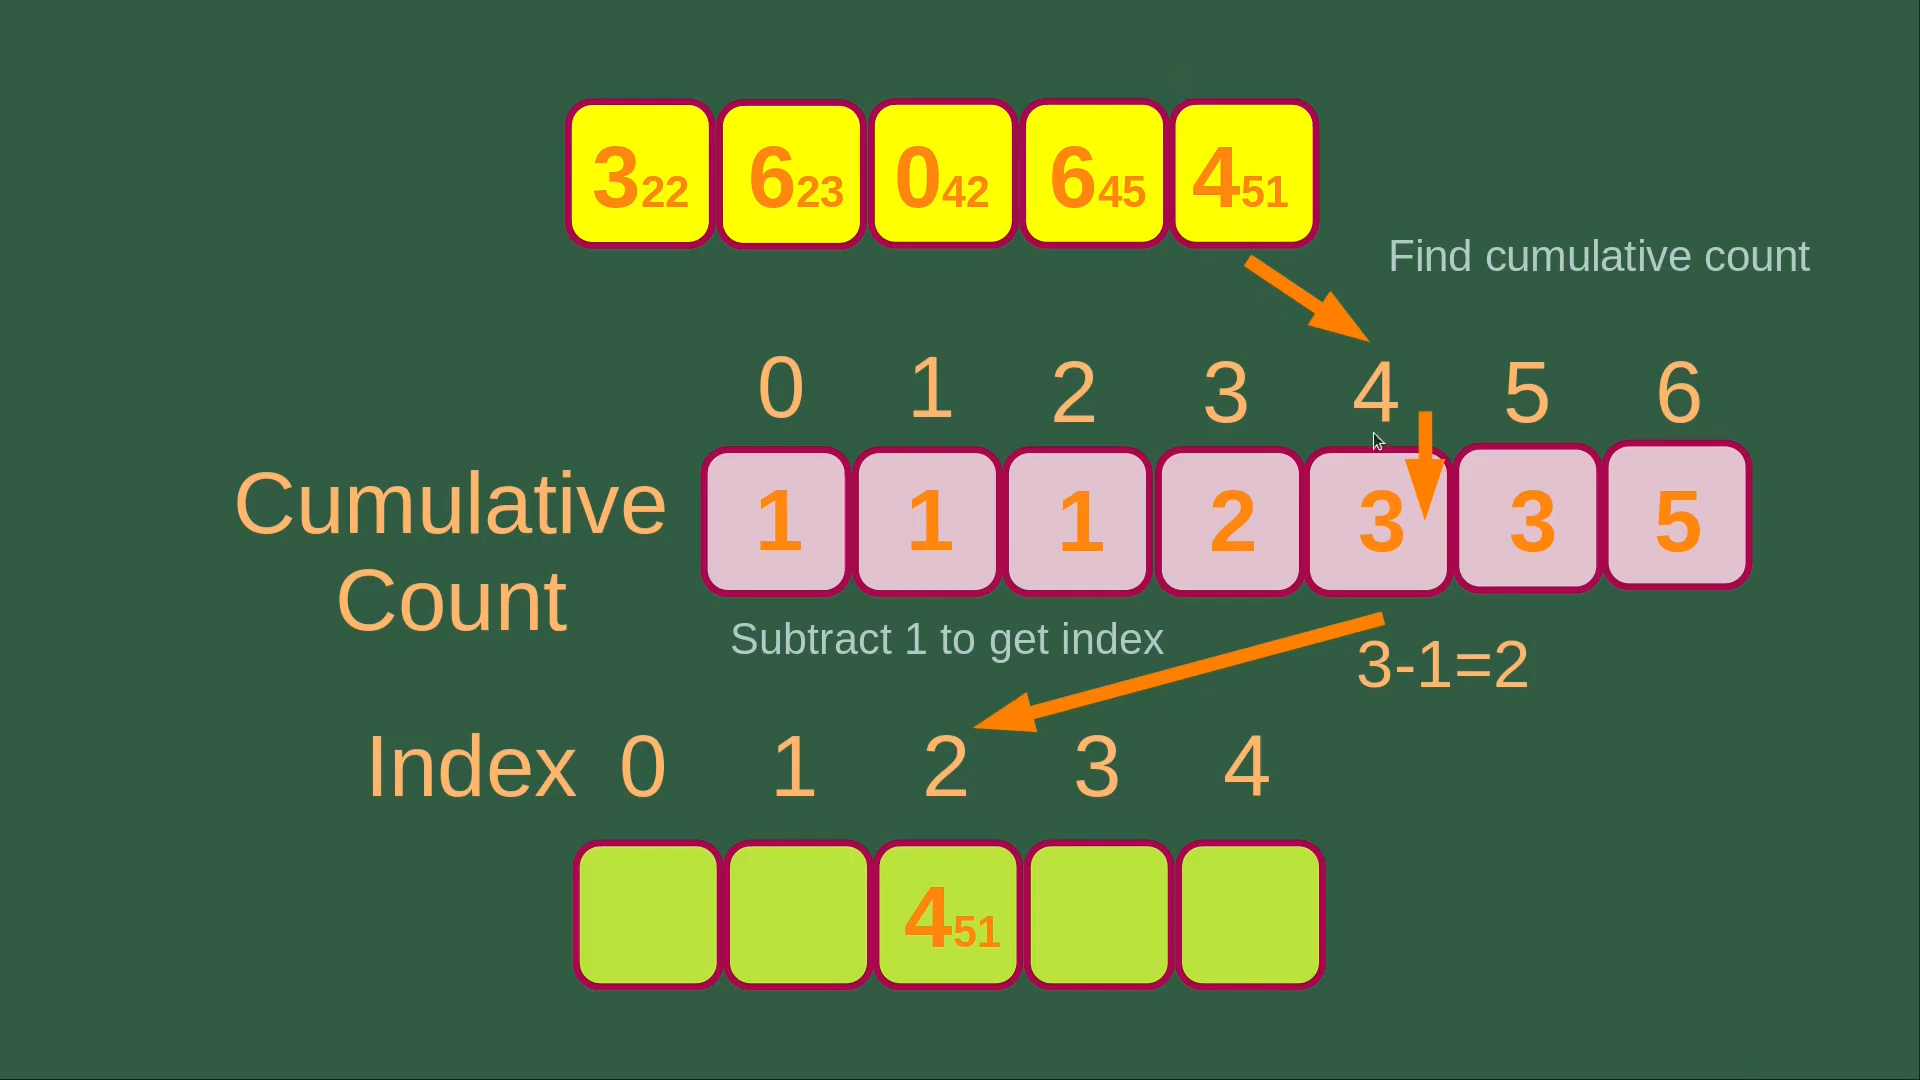 322 623 042 645 451
Find cumulative count
0 1 2 3 4 5 6
Cumulative
Count
1 1 1 2 3 3 5
Subtract 1 to get index
3-1=2
Index 0 1 2 3 4
451